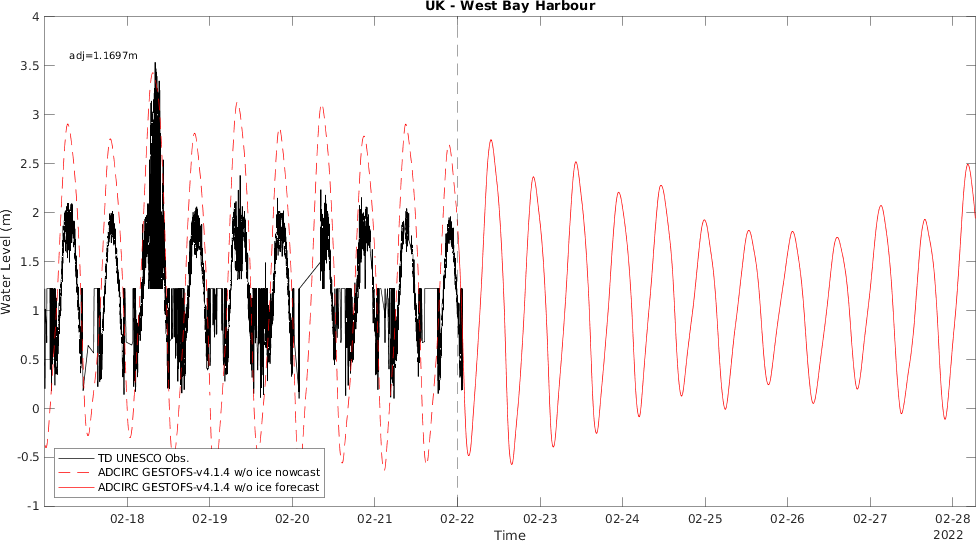 UK - West Bay Harbour
4
3.5
3
2.5
2
1.5
1
0.5
0
-0.5
-1
Water Level (m)
adj=1.1697m
TD UNESCO Obs.
ADCIRC GESTOFS-v4.1.4 w/o ice nowcast
ADCIRC GESTOFS-v4.1.4 w/o ice forecast
02-18 02-19 02-20 02-21 02-22 02-23 02-24 02-25 02-26 02-27 02-28
Time
2022